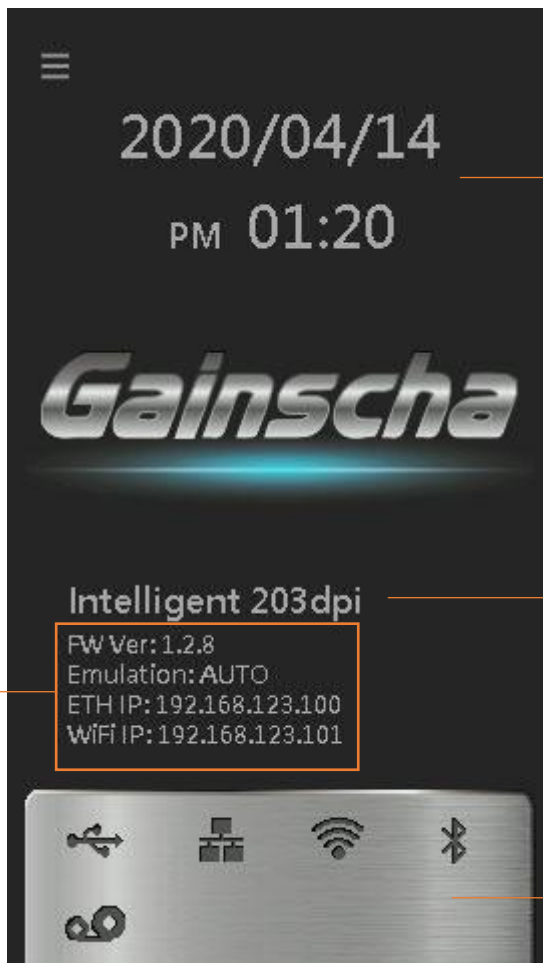 2020/04/14
PM 01:20
Gainscha
Intelligent 203dpi
FW Ver: 1.2.8
Emulation: AUTO
ETH IP: 192.168.123.100
WiFi IP: 192.168.123.101